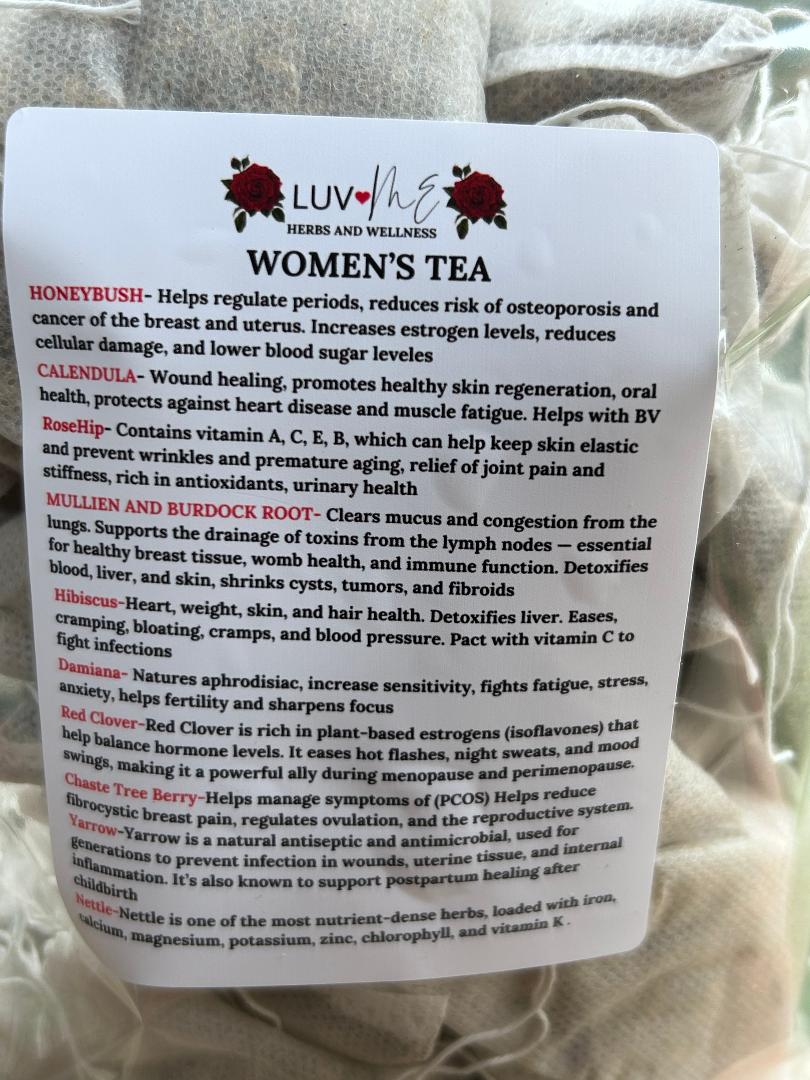 LUV ME
HERBS AND WELLNESS
WOMEN'S TEA
HONEYBUSH- Helps regulate periods, reduces risk of osteoporosis and
cancer of the breast and uterus. Increases estrogen levels, reduces
cellular damage, and lower blood sugar leveles
CALENDULA- Wound healing, promotes healthy skin regeneration, oral
health, protects against heart disease and muscle fatigue. Helps with BV
RoseHip- Contains vitamin A, C, E, B, which can help keep skin elastic
and prevent wrinkles and premature aging, relief of joint pain and
stiffness, rich in antioxidants, urinary health
MULLIEN AND BURDOCK ROOT- Clears mucus and congestion from the
lungs. Supports the drainage of toxins from the lymph nodes — essential
for healthy breast tissue, womb health, and immune function. Detoxifies
blood, liver, and skin, shrinks cysts, tumors, and fibroids
Hibiscus-Heart, weight, skin, and hair health. Detoxifies liver. Eases,
cramping, bloating, cramps, and blood pressure. Pact with vitamin C to
fight infections
Damiana- Natures aphrodisiac, increase sensitivity, fights fatigue, stress,
anxiety, helps fertility and sharpens focus
Red Clover-Red Clover is rich in plant-based estrogens (isoflavones) that
help balance hormone levels. It eases hot flashes, night sweats, and mood
swings, making it a powerful ally during menopause and perimenopause.
Chaste Tree Berry-Helps manage symptoms of (PCOS) Helps reduce
fibrocystic breast pain, regulates ovulation, and the reproductive system.
Yarrow-Yarrow is a natural antiseptic and antimicrobial, used for
generations to prevent infection in wounds, uterine tissue, and internal
inflammation. It's also known to support postpartum healing after
childbirth
Nettle-Nettle is one of the most nutrient-dense herbs, loaded with iron,
calcium, magnesium, potassium, zinc, chlorophyll, and vitamin K .